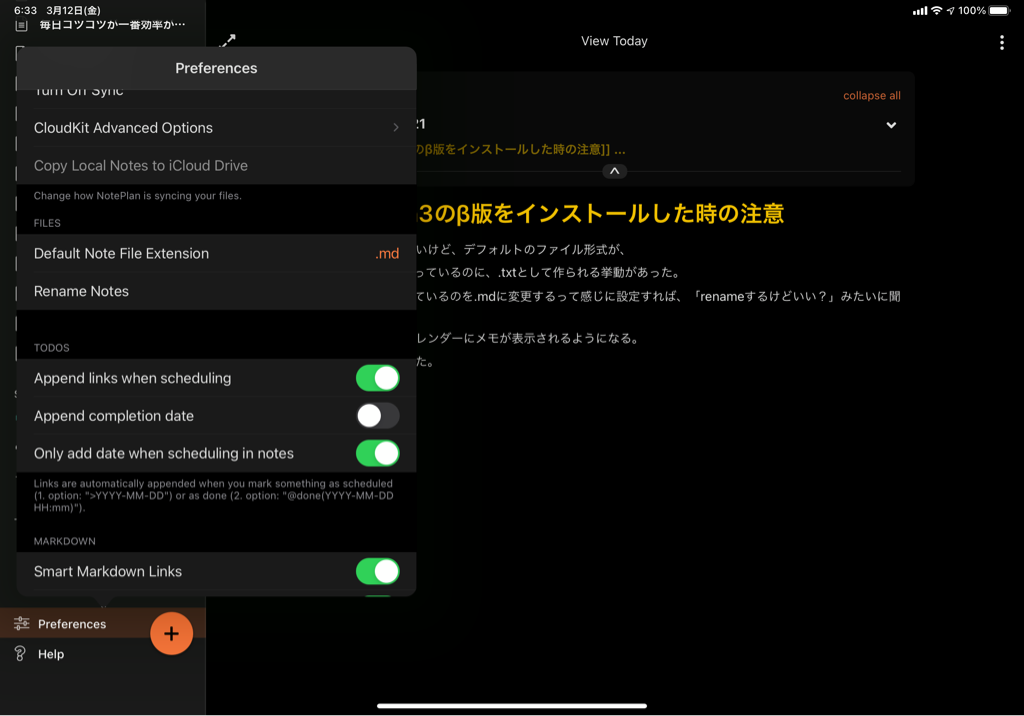 6:33 3月12日(金)
100%
毎日コツコツが一番効率か…
View Today
Preferences
Turn Off Sync
collapse all
CloudKit Advanced Options
21
のβ版をインストールした時の注意]] ...
Copy Local Notes to iCloud Drive
Change how NotePlan is syncing your files.
3のβ版をインストールした時の注意
FILES
Default Note File Extension .md
いけど、デフォルトのファイル形式が、
っているのに、.txtとして作られる挙動があった。
Rename Notes
ているのを.mdに変更するって感じに設定すれば、「renameするけどいい?」みたいに聞
レンダーにメモが表示されるようになる。
TODOS
た。
Append links when scheduling
Append completion date
Only add date when scheduling in notes
Links are automatically appended when you mark something as scheduled
(1. option: ">YYYY-MM-DD") or as done (2. option: "@done(YYYY-MM-DD
HH:mm)").
MARKDOWN
Smart Markdown Links
Preferences
Help